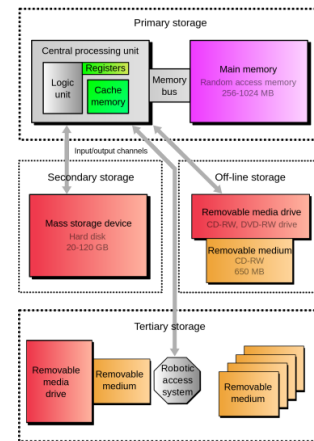 Primary storage
Central processing unit
Registers
Logic
unit
Cache
memory
Memory
bus
Main memory
Random access memory
256-1024 MB
Input/output channels
Secondary storage
Mass storage device
Hard disk
20-120 GB
Off-line storage
Removable media drive
CD-RW, DVD-RW drive
Removable medium
CD-RW
650 MB
Tertiary storage
Removable
media
drive
Removable
medium
Robotic
access
system
Removable
medium